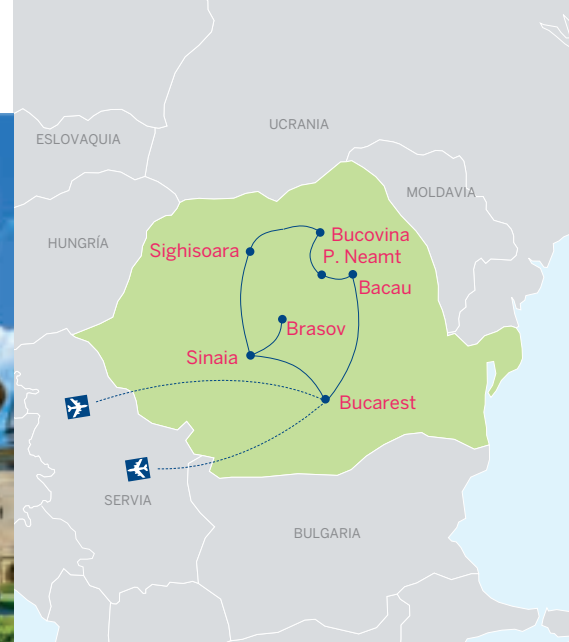 UCRANIA
ESLOVAQUIA
MOLDAVIA
HUNGRÍA
Bucovina
Sighisoara
P. Neamt
Bacau
Brasov
Sinaia
Bucarest
SERVIA
BULGARIA